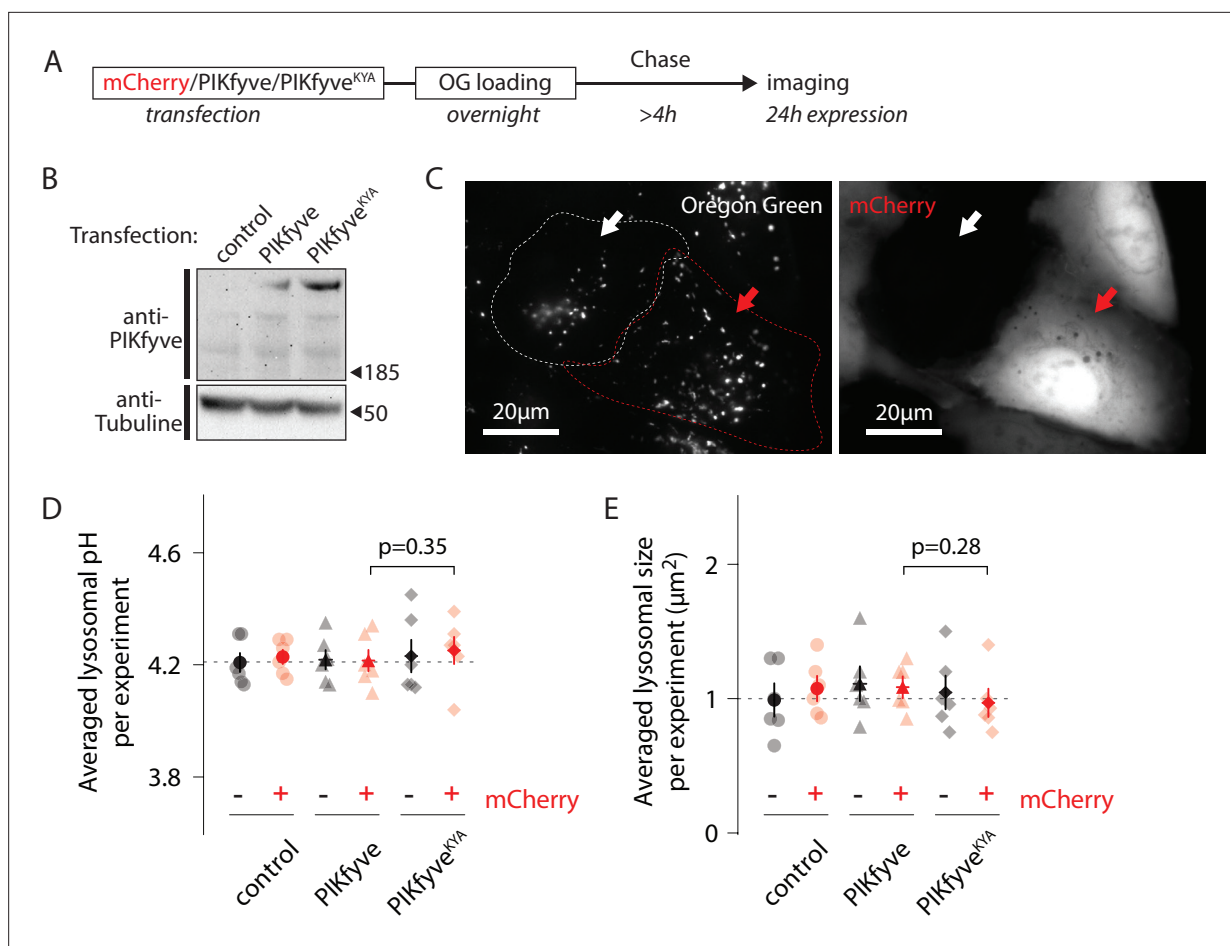 A
mCherry/PIKfyve/PIKfyveKYA
OG loading
Chase
imaging
transfection
overnight
>4h
24h expression
B
Transfection:
control
PIKfyve
PIKfyveKYA
anti-
PIKfyve
◄185
anti-
Tubuline
◄50
C
Oregon Green
20µm
mCherry
20µm
D
Averaged lysosomal pH
per experiment
4.6
4.2
3.8
p=0.35
- + - + - +
mCherry
control
PIKfyve
PIKfyveKYA
E
Averaged lysosomal size
per experiment (µm²)
2
1
0
p=0.28
- + - + - +
mCherry
control
PIKfyve
PIKfyveKYA